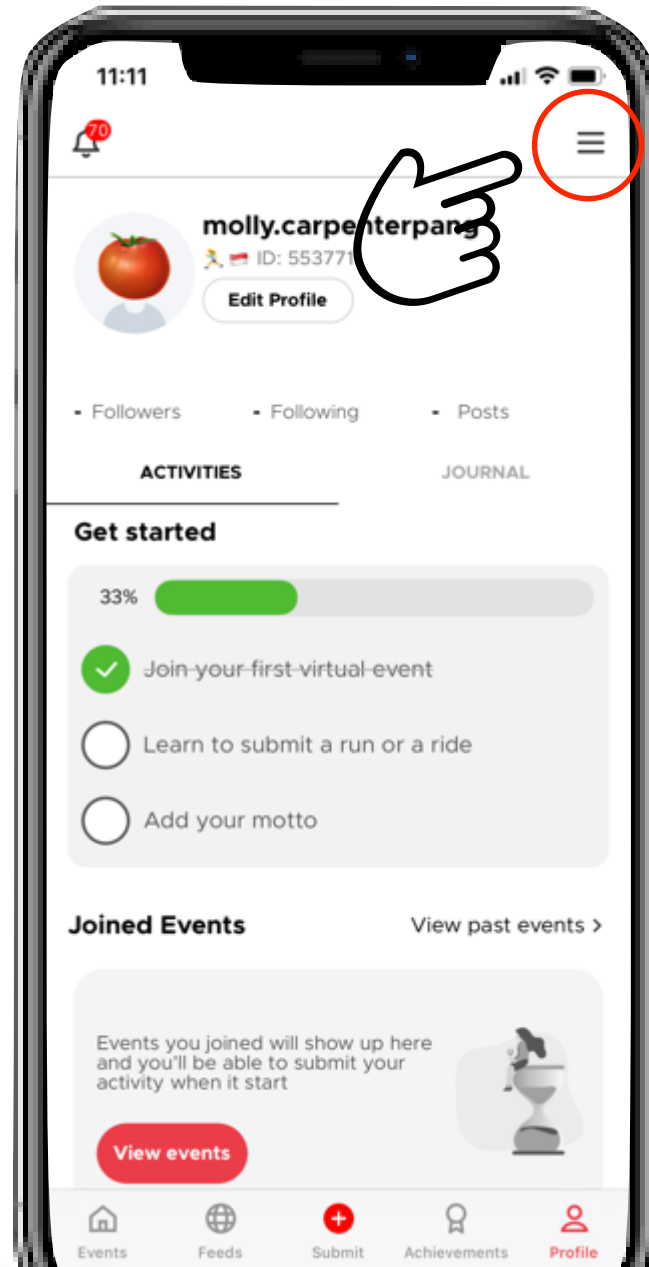 11:11
70
molly.carpenterpang
ID: 553771
Edit Profile
- Followers - Following - Posts
ACTIVITIES JOURNAL
Get started
33%
Join your first virtual event
Learn to submit a run or a ride
Add your motto
Joined Events View past events >
Events you joined will show up here
and you'll be able to submit your
activity when it start
View events
Events Feeds Submit Achievements Profile